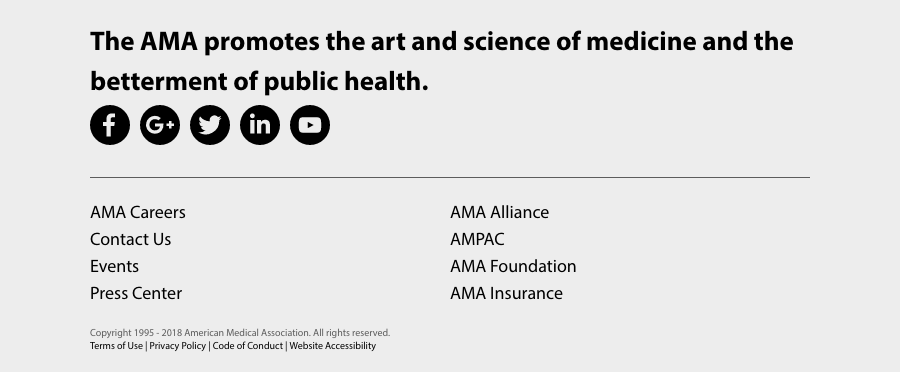 The AMA promotes the art and science of medicine and the
betterment of public health.
AMA Careers
Contact Us
Events
Press Center
AMA Alliance
AMPAC
AMA Foundation
AMA Insurance
Copyright 1995 - 2018 American Medical Association. All rights reserved.
Terms of Use | Privacy Policy | Code of Conduct | Website Accessibility